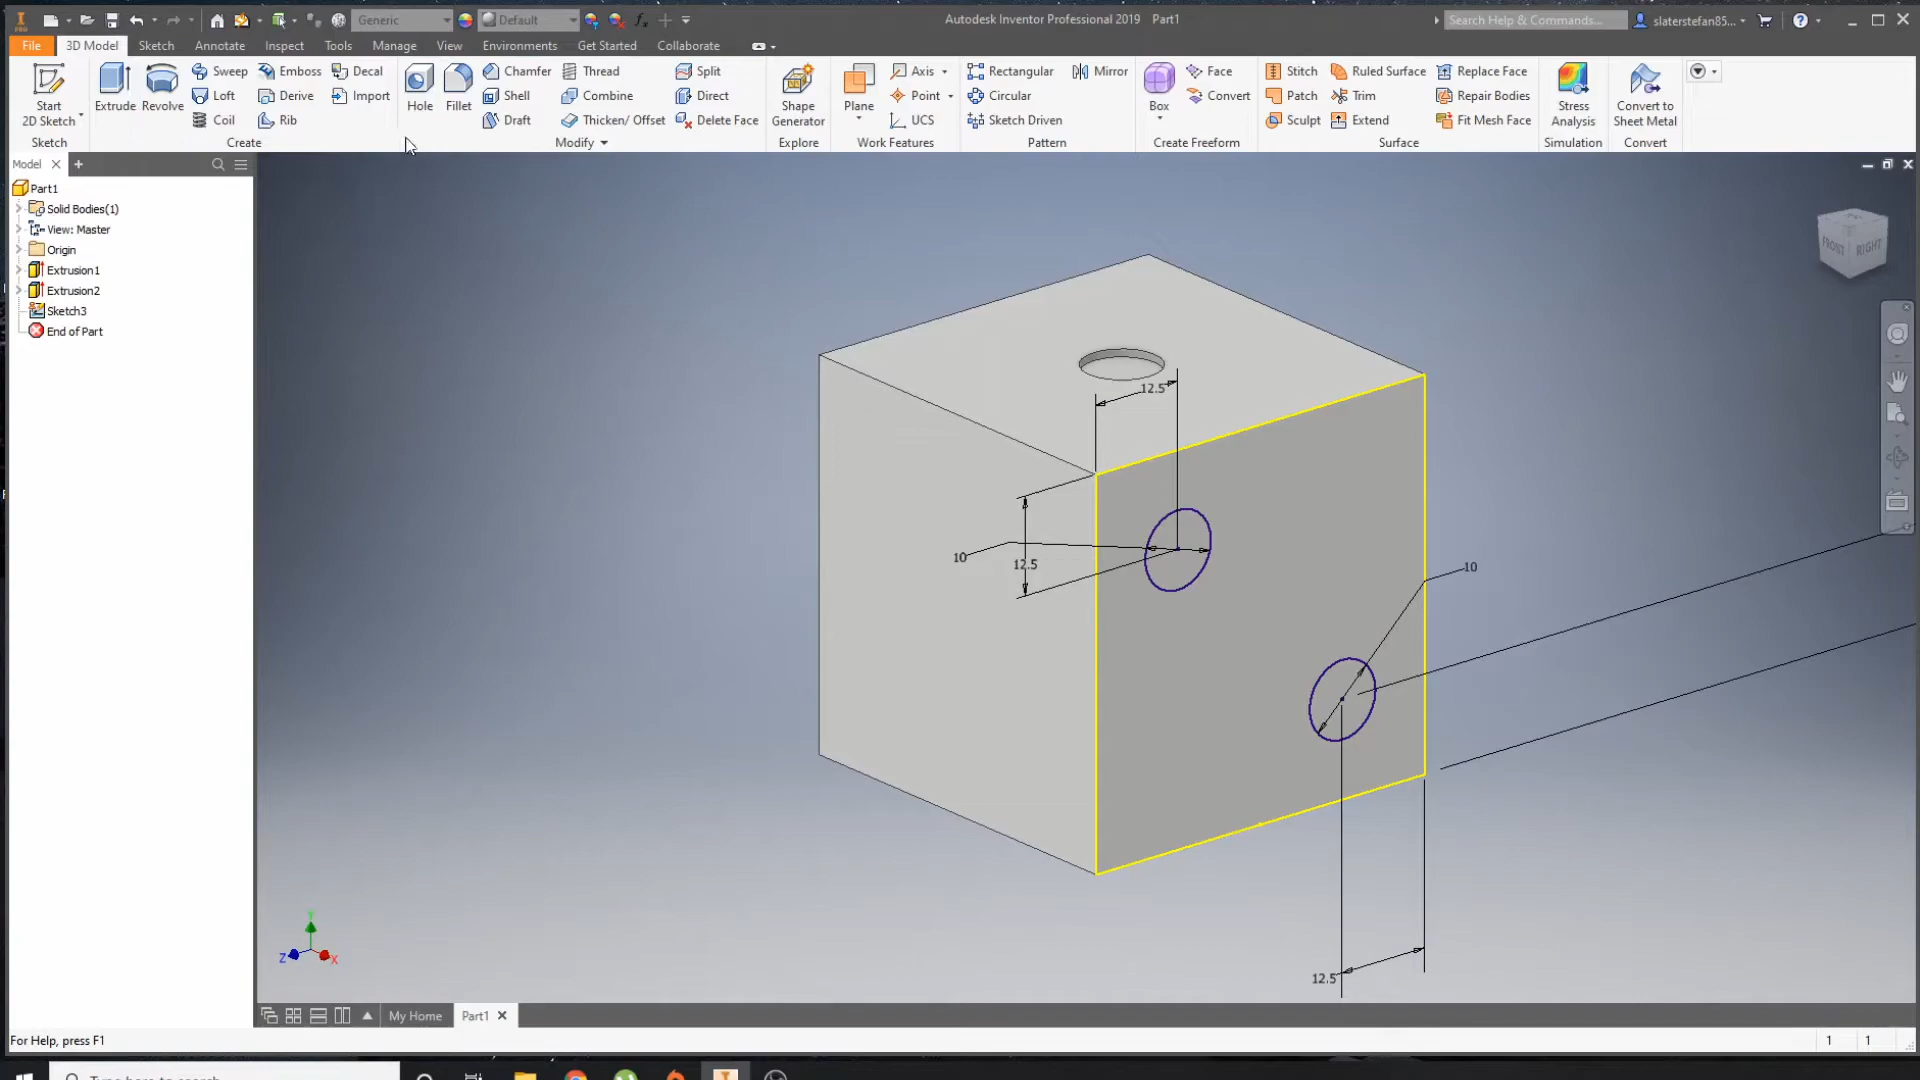 Generic
Default
Autodesk Inventor Professional 2019 Part1
Search Help & Commands...
slaterstefan85...
File 3D Model Sketch Annotate Inspect Tools Manage View Environments Get Started Collaborate
Start 2D Sketch
Extrude
Revolve
Sweep Loft Coil
Emboss Derive Rib
Decal Import
Hole
Fillet
Chamfer Shell Draft
Thread Combine Thicken/ Offset
Split Direct Delete Face
Shape Generator
Plane
Axis Point UCS
Rectangular Circular Sketch Driven
Mirror
Box
Face Convert
Stitch Patch Sculpt
Ruled Surface Trim Extend
Replace Face Repair Bodies Fit Mesh Face
Stress Analysis
Convert to Sheet Metal
Sketch Create Modify Explore Work Features Pattern Create Freeform Surface Simulation Convert
Model
Part1
Solid Bodies(1)
View: Master
Origin
Extrusion1
Extrusion2
Sketch3
End of Part
FRONT RIGHT
12.5
10
12.5
10
12.5
Y
Z X
My Home Part1
For Help, press F1
1 1
Type here to search